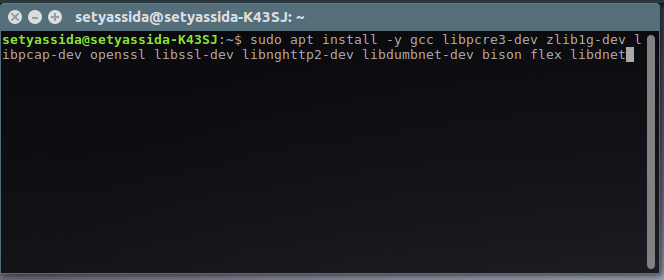 setyassida@setyassida-K43SJ: ~
setyassida@setyassida-K43SJ:~$ sudo apt install -y gcc libpcre3-dev zlib1g-dev l
ibpcap-dev openssl libssl-dev libnghttp2-dev libdumbnet-dev bison flex libdnet